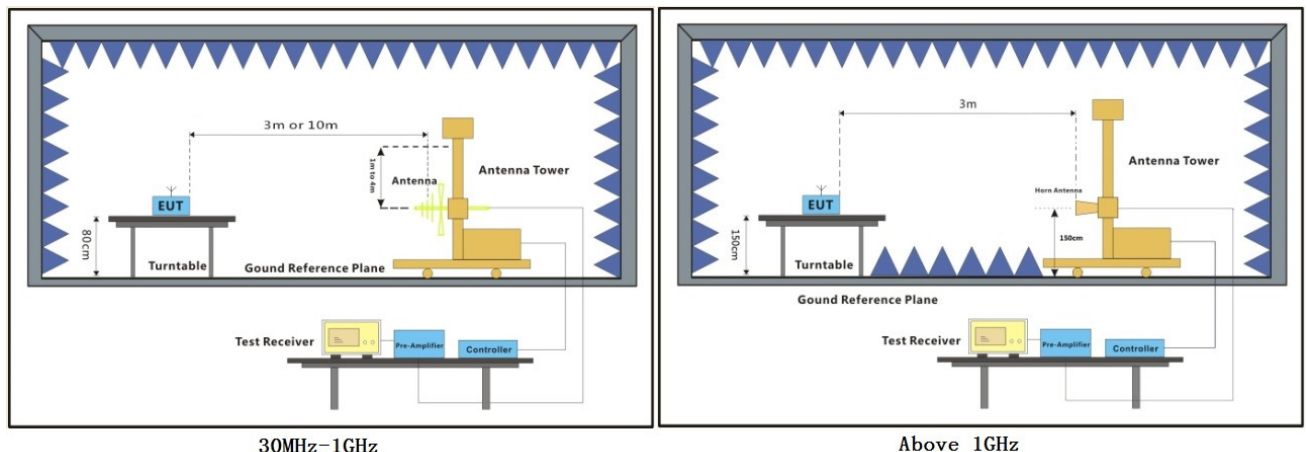 3m or 10m
1m to 4m
Antenna
Antenna Tower
EUT
80cm
Turntable
Gound Reference Plane
Test Receiver
Pre-Amplifier
Controller
30MHz-1GHz
3m
Antenna Tower
Horn Antenna
EUT
150cm
150cm
Turntable
Gound Reference Plane
Test Receiver
Pre-Amplifier
Controller
Above 1GHz